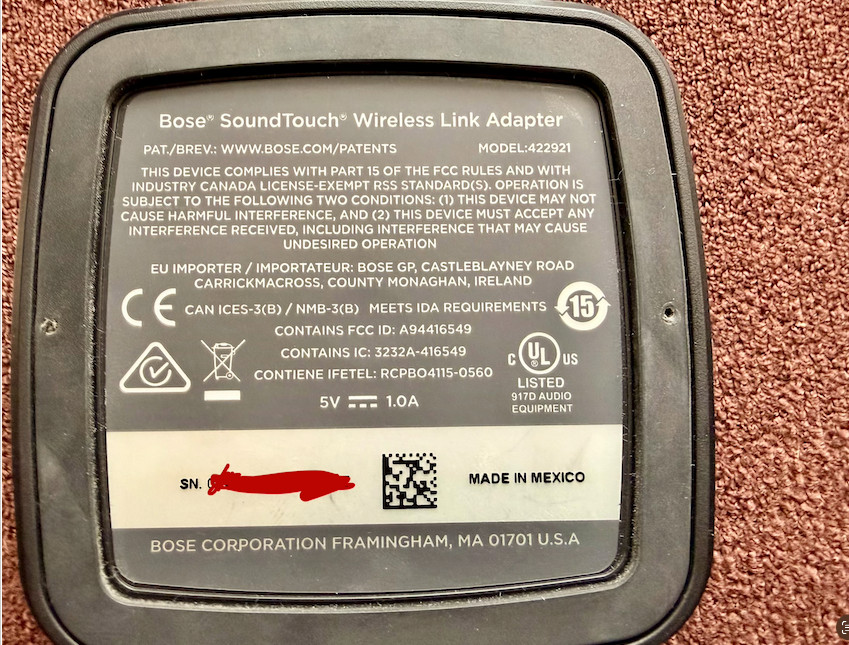 Bose® SoundTouch® Wireless Link Adapter
PAT./BREV.: WWW.BOSE.COM/PATENTS MODEL:422921
THIS DEVICE COMPLIES WITH PART 15 OF THE FCC RULES AND WITH
INDUSTRY CANADA LICENSE-EXEMPT RSS STANDARD(S). OPERATION IS
SUBJECT TO THE FOLLOWING TWO CONDITIONS: (1) THIS DEVICE MAY NOT
CAUSE HARMFUL INTERFERENCE, AND (2) THIS DEVICE MUST ACCEPT ANY
INTERFERENCE RECEIVED, INCLUDING INTERFERENCE THAT MAY CAUSE
UNDESIRED OPERATION
EU IMPORTER / IMPORTATEUR: BOSE GP, CASTLEBLAYNEY ROAD
CARRICKMACROSS, COUNTY MONAGHAN, IRELAND
CE CAN ICES-3(B) / NMB-3(B) MEETS IDA REQUIREMENTS 15
CONTAINS FCC ID: A94416549
CONTAINS IC: 3232A-416549
CONTIENE IFETEL: RCPBO4115-0560
C UL® US
LISTED
917D AUDIO
EQUIPMENT
5V 1.0A
SN.
MADE IN MEXICO
BOSE CORPORATION FRAMINGHAM, MA 01701 U.S.A